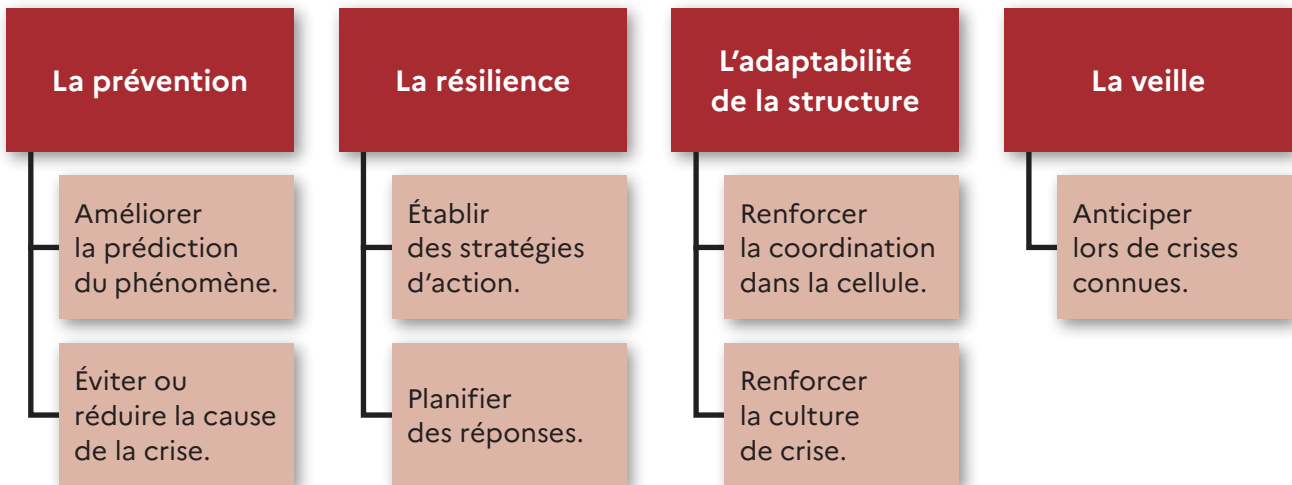 La prévention
Améliorer
la prédiction
du phénomène.
Éviter ou
réduire la cause
de la crise.
La résilience
Établir
des stratégies
d'action.
Planifier
des réponses.
L'adaptabilité
de la structure
Renforcer
la coordination
dans la cellule.
Renforcer
la culture
de crise.
La veille
Anticiper
lors de crises
connues.